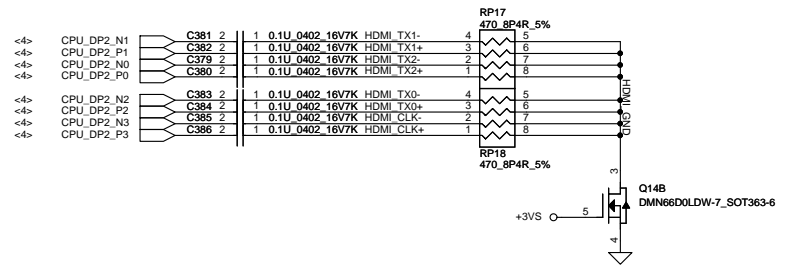 RP17
470_8P4R_5%
<4> CPU_DP2_N1 C381 2 1 0.1U_0402_16V7K HDMI_TX1- 4 5
<4> CPU_DP2_P1 C382 2 1 0.1U_0402_16V7K HDMI_TX1+ 3 6
<4> CPU_DP2_N0 C379 2 1 0.1U_0402_16V7K HDMI_TX2- 2 7
<4> CPU_DP2_P0 C380 2 1 0.1U_0402_16V7K HDMI_TX2+ 1 8
<4> CPU_DP2_N2 C383 2 1 0.1U_0402_16V7K HDMI_TX0- 4 5
<4> CPU_DP2_P2 C384 2 1 0.1U_0402_16V7K HDMI_TX0+ 3 6
<4> CPU_DP2_N3 C385 2 1 0.1U_0402_16V7K HDMI_CLK- 2 7
<4> CPU_DP2_P3 C386 2 1 0.1U_0402_16V7K HDMI_CLK+ 1 8
HDMI_GND
RP18
470_8P4R_5%
3
Q14B
DMN66D0LDW-7_SOT363-6
+3VS 5
4